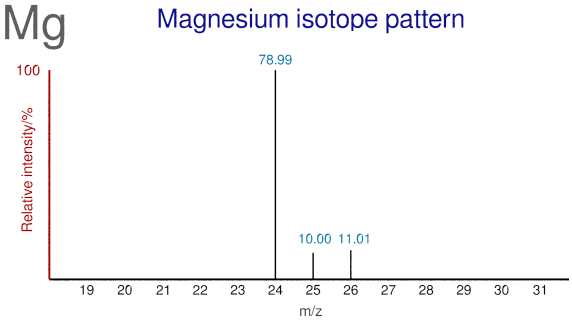 Mg
Magnesium isotope pattern
78.99
100
Relative intensity/%
10.00 11.01
19 20 21 22 23 24 25 26 27 28 29 30 31
m/z